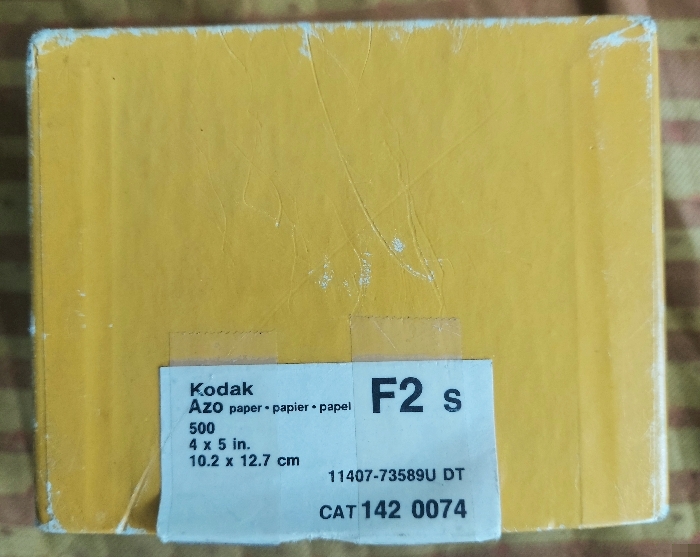 Kodak
Azo paper • papier • papel
F2 s
500
4 x 5 in.
10.2 x 12.7 cm
11407-73589U DT
CAT 142 0074